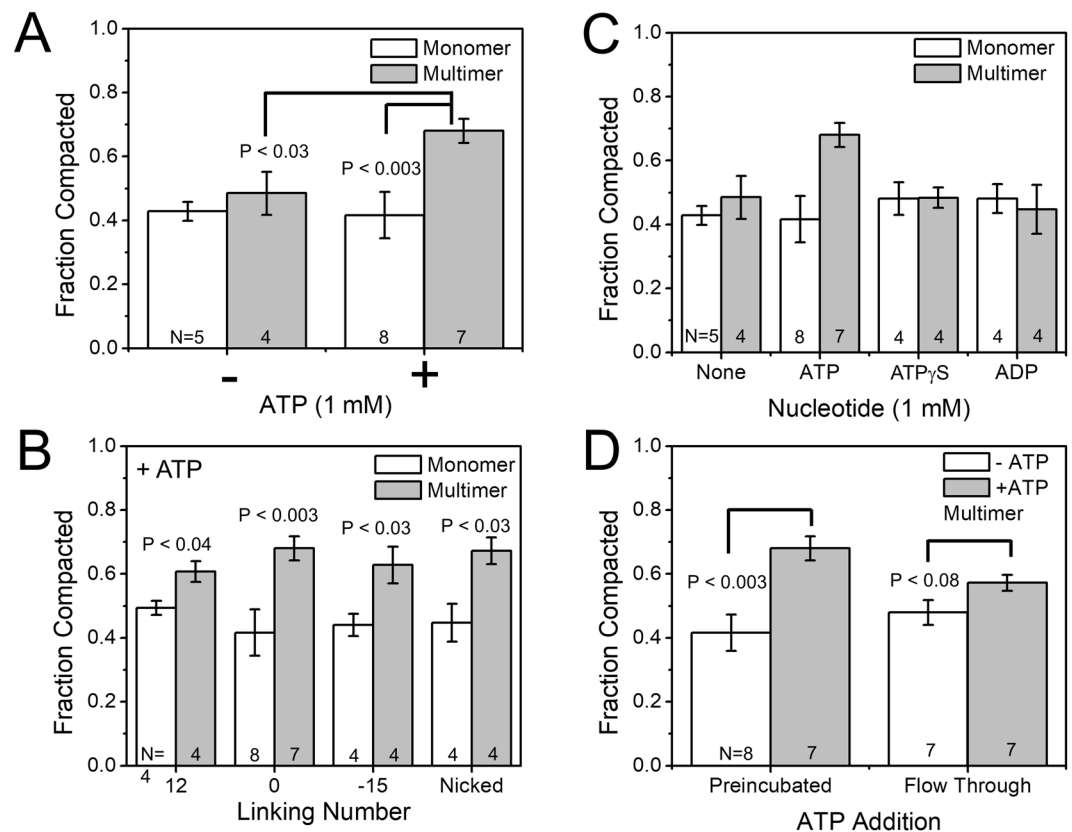 A
Fraction Compacted
1.0
0.8
0.6
0.4
0.2
0.0
Monomer
Multimer
P < 0.03
P < 0.003
N=5
4
8
7
-
+
ATP (1 mM)
C
Fraction Compacted
1.0
0.8
0.6
0.4
0.2
0.0
Monomer
Multimer
N=5
4
8
7
4
4
4
4
None
ATP
ATPγS
ADP
Nucleotide (1 mM)
B
Fraction Compacted
1.0
0.8
0.6
0.4
0.2
0.0
+ ATP
Monomer
Multimer
P < 0.04
P < 0.003
P < 0.03
P < 0.03
N=
4
4
8
7
4
4
4
4
12
0
-15
Nicked
Linking Number
D
Fraction Compacted
1.0
0.8
0.6
0.4
0.2
0.0
- ATP
+ATP
Multimer
P < 0.003
P < 0.08
N=8
7
7
7
Preincubated
Flow Through
ATP Addition